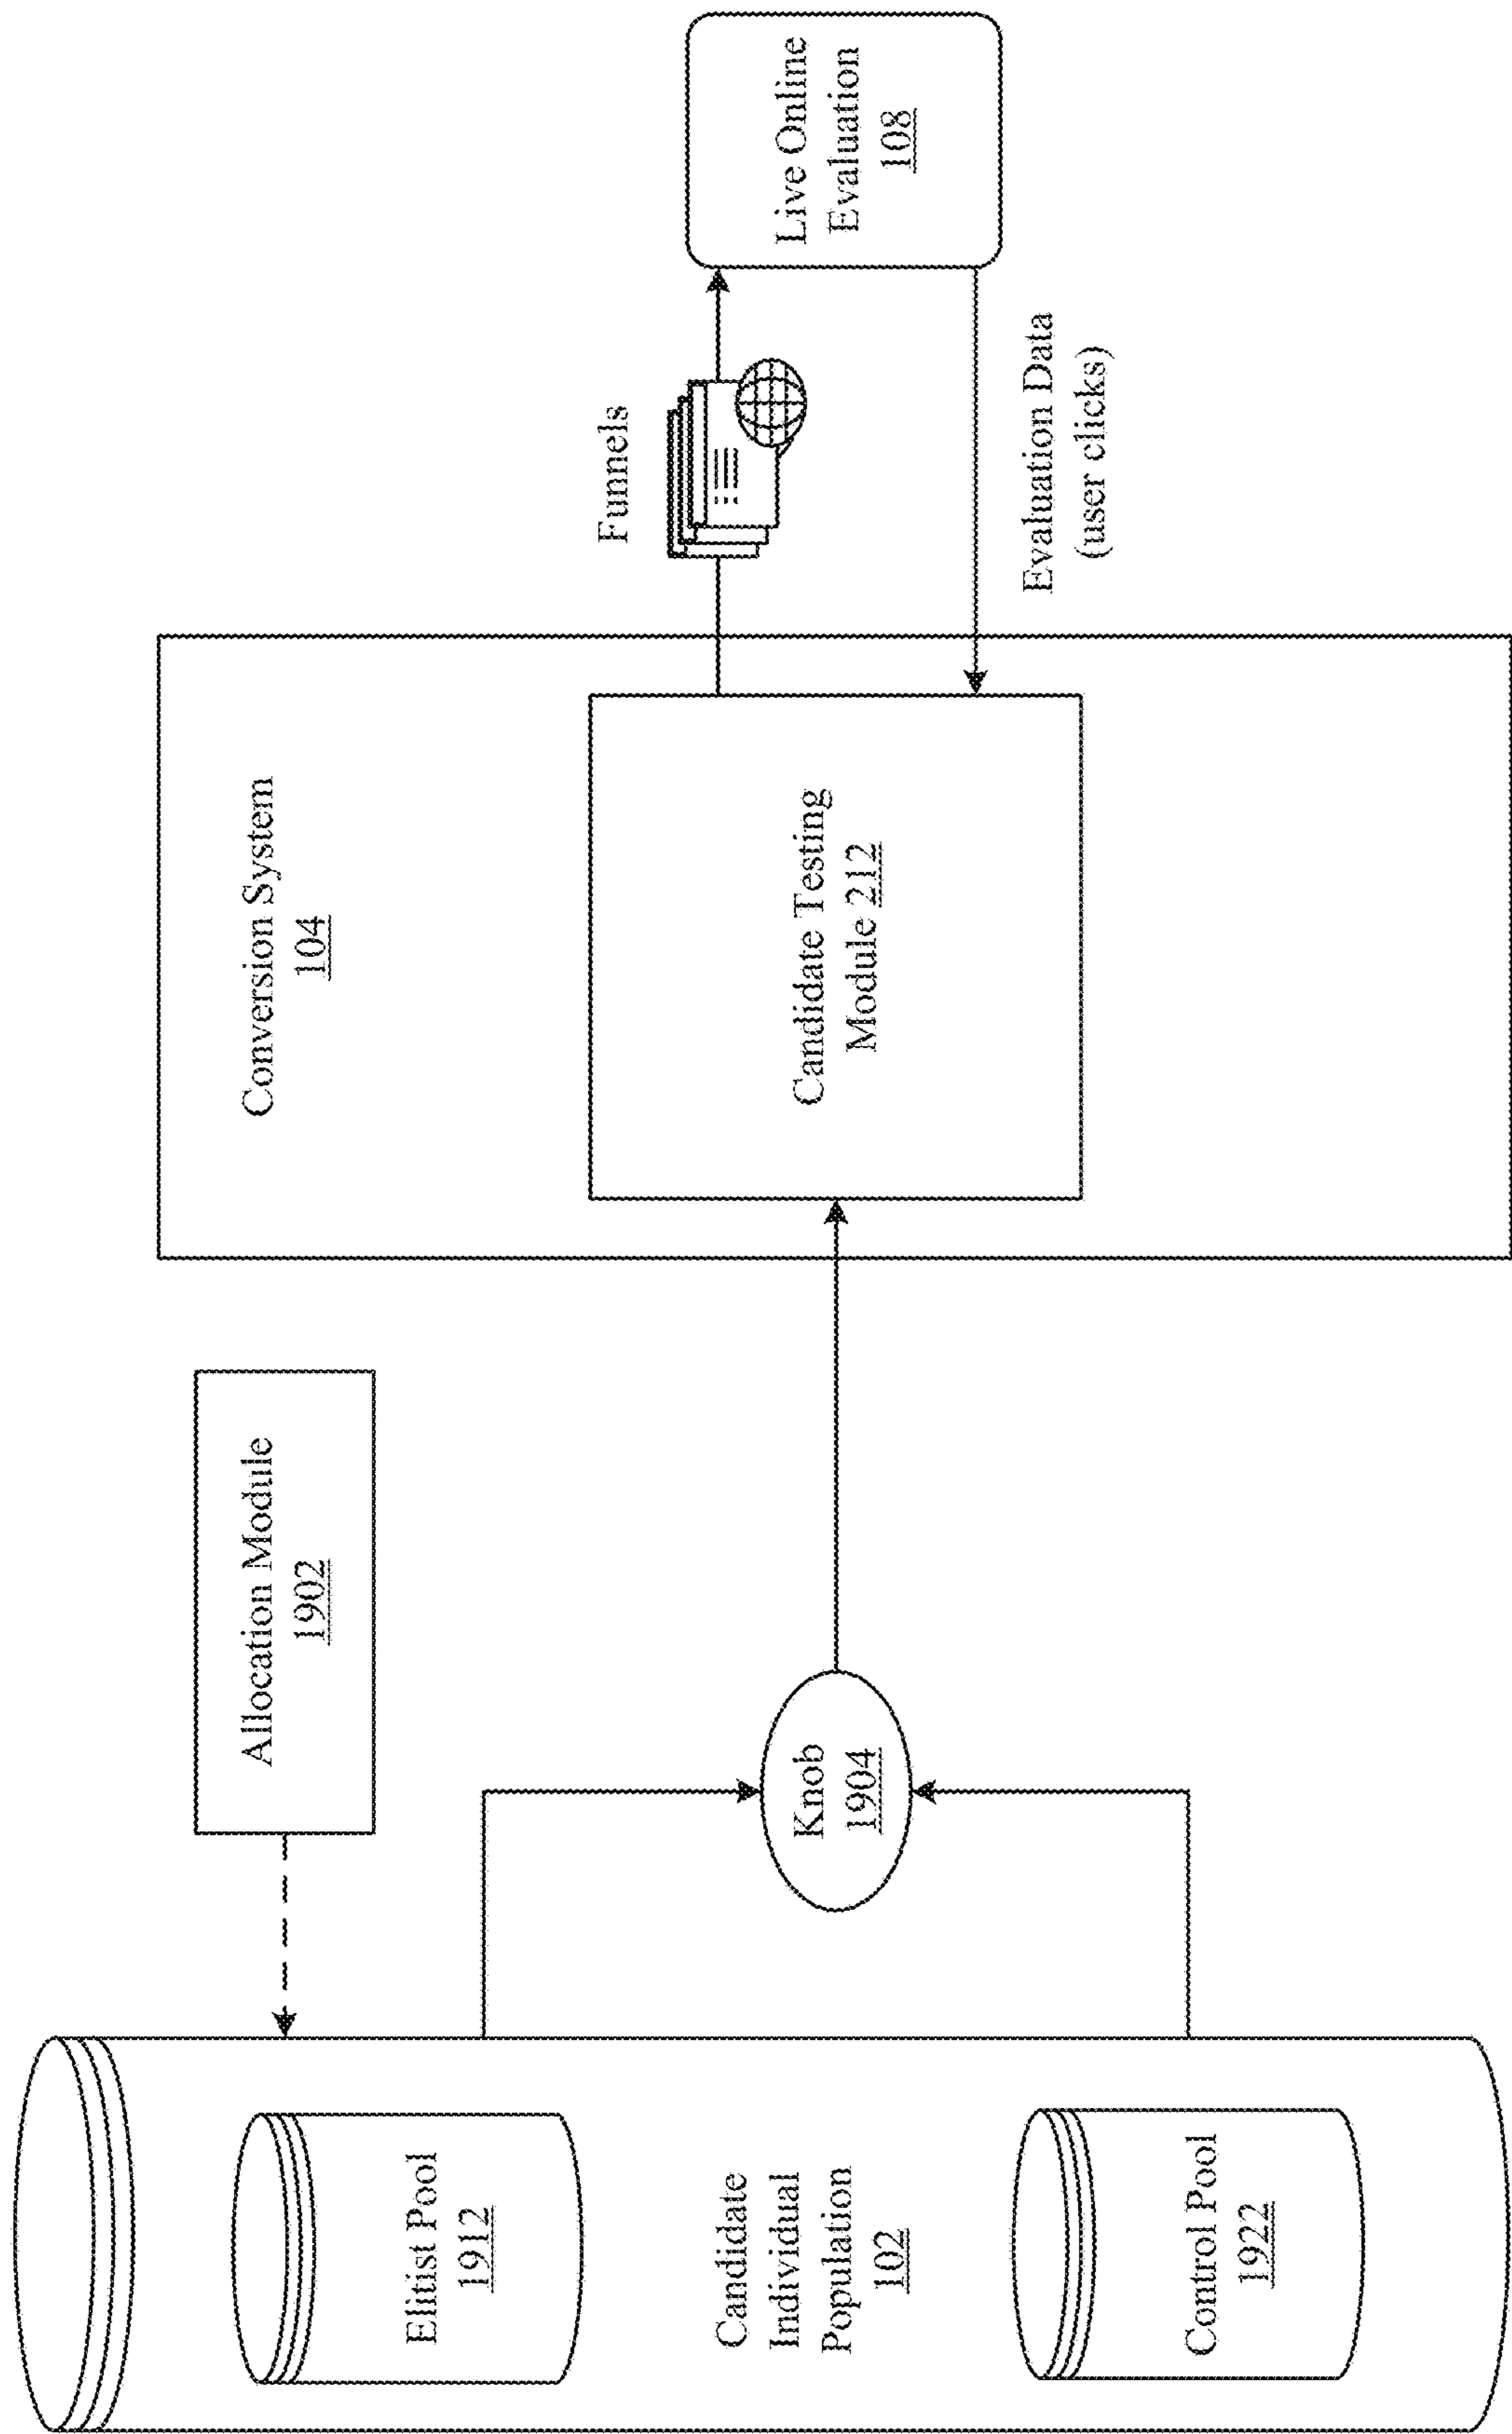 Allocation Module
1902
Conversion System
104
Elitist Pool
1912
Candidate
Individual
Population
102
Control Pool
1922
Knob
1904
Candidate Testing
Module 212
Funnels
Evaluation Data
(user clicks)
Live Online
Evaluation
108